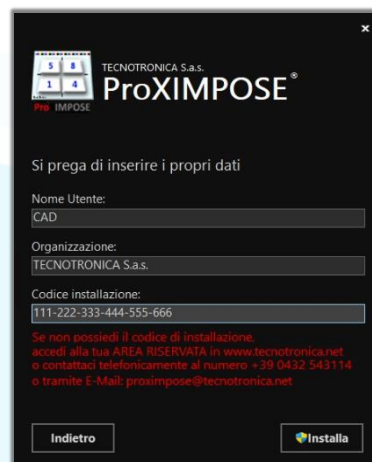 ×
5 8
1 4
Pro IMPOSE
TECNOTRONICA S.a.s.
ProXIMPOSE®
Si prega di inserire i propri dati
Nome Utente:
CAD
Organizzazione:
TECNOTRONICA S.a.s.
Codice installazione:
111-222-333-444-555-666
Se non possiedi il codice di installazione,
accedi alla tua AREA RISERVATA in www.tecnotronica.net
o contattaci telefonicamente al numero +39 0432 543114
o tramite E-Mail: proximpose@tecnotronica.net
Indietro
Installa